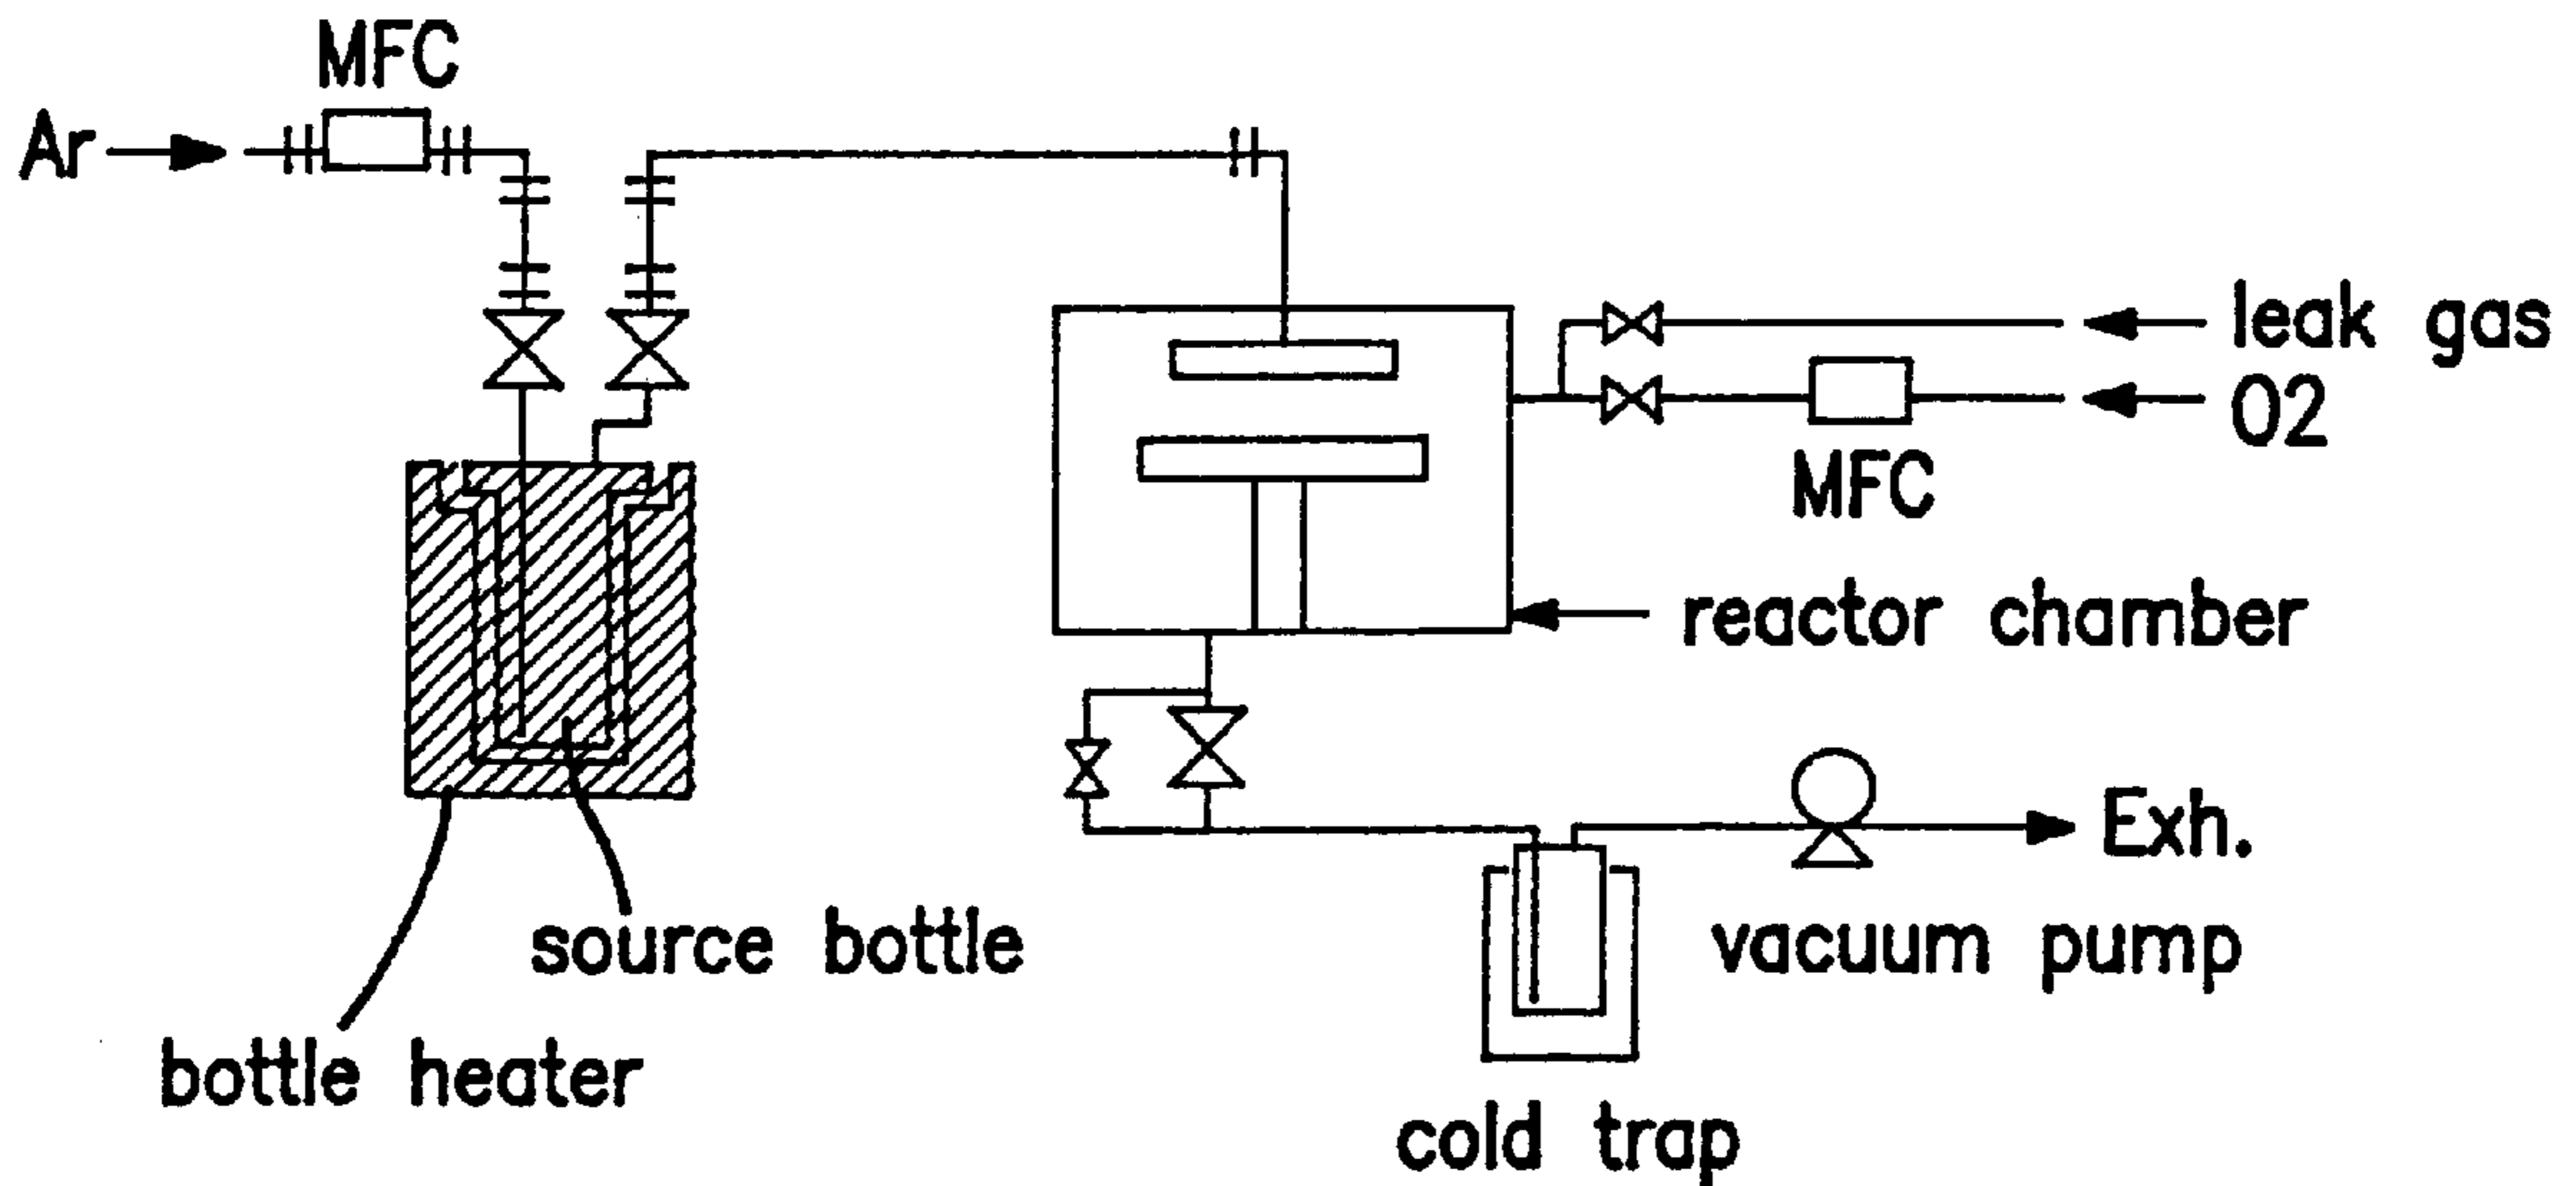 MFC
Ar
leak gas
O2
MFC
reactor chamber
Exh.
source bottle
vacuum pump
bottle heater
cold trap